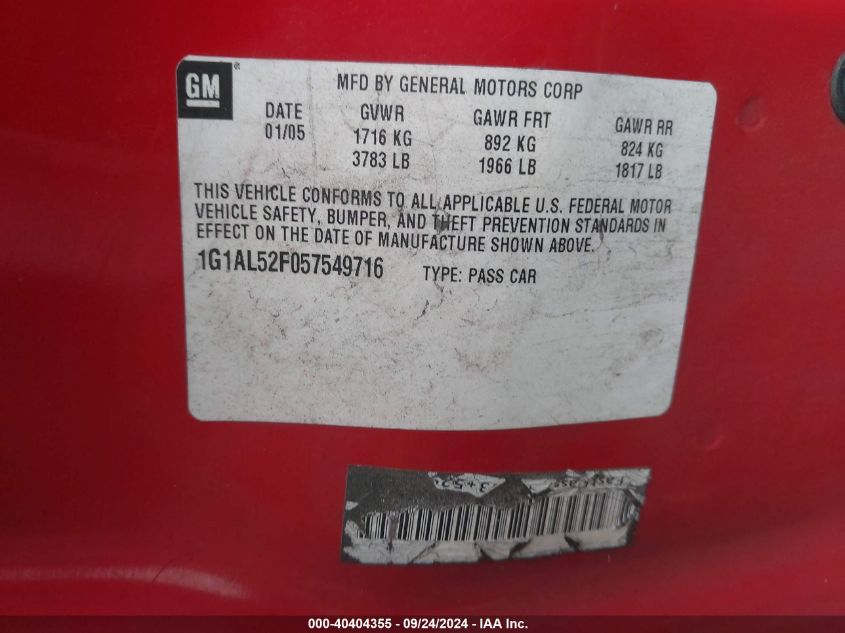 GM
®
MFD BY GENERAL MOTORS CORP
DATE GVWR GAWR FRT GAWR RR
01/05 1716 KG 892 KG 824 KG
3783 LB 1966 LB 1817 LB
THIS VEHICLE CONFORMS TO ALL APPLICABLE U.S. FEDERAL MOTOR
VEHICLE SAFETY, BUMPER, AND THEFT PREVENTION STANDARDS IN
EFFECT ON THE DATE OF MANUFACTURE SHOWN ABOVE.
1G1AL52F057549716 TYPE: PASS CAR
000-40404355 - 09/24/2024 - IAA Inc.